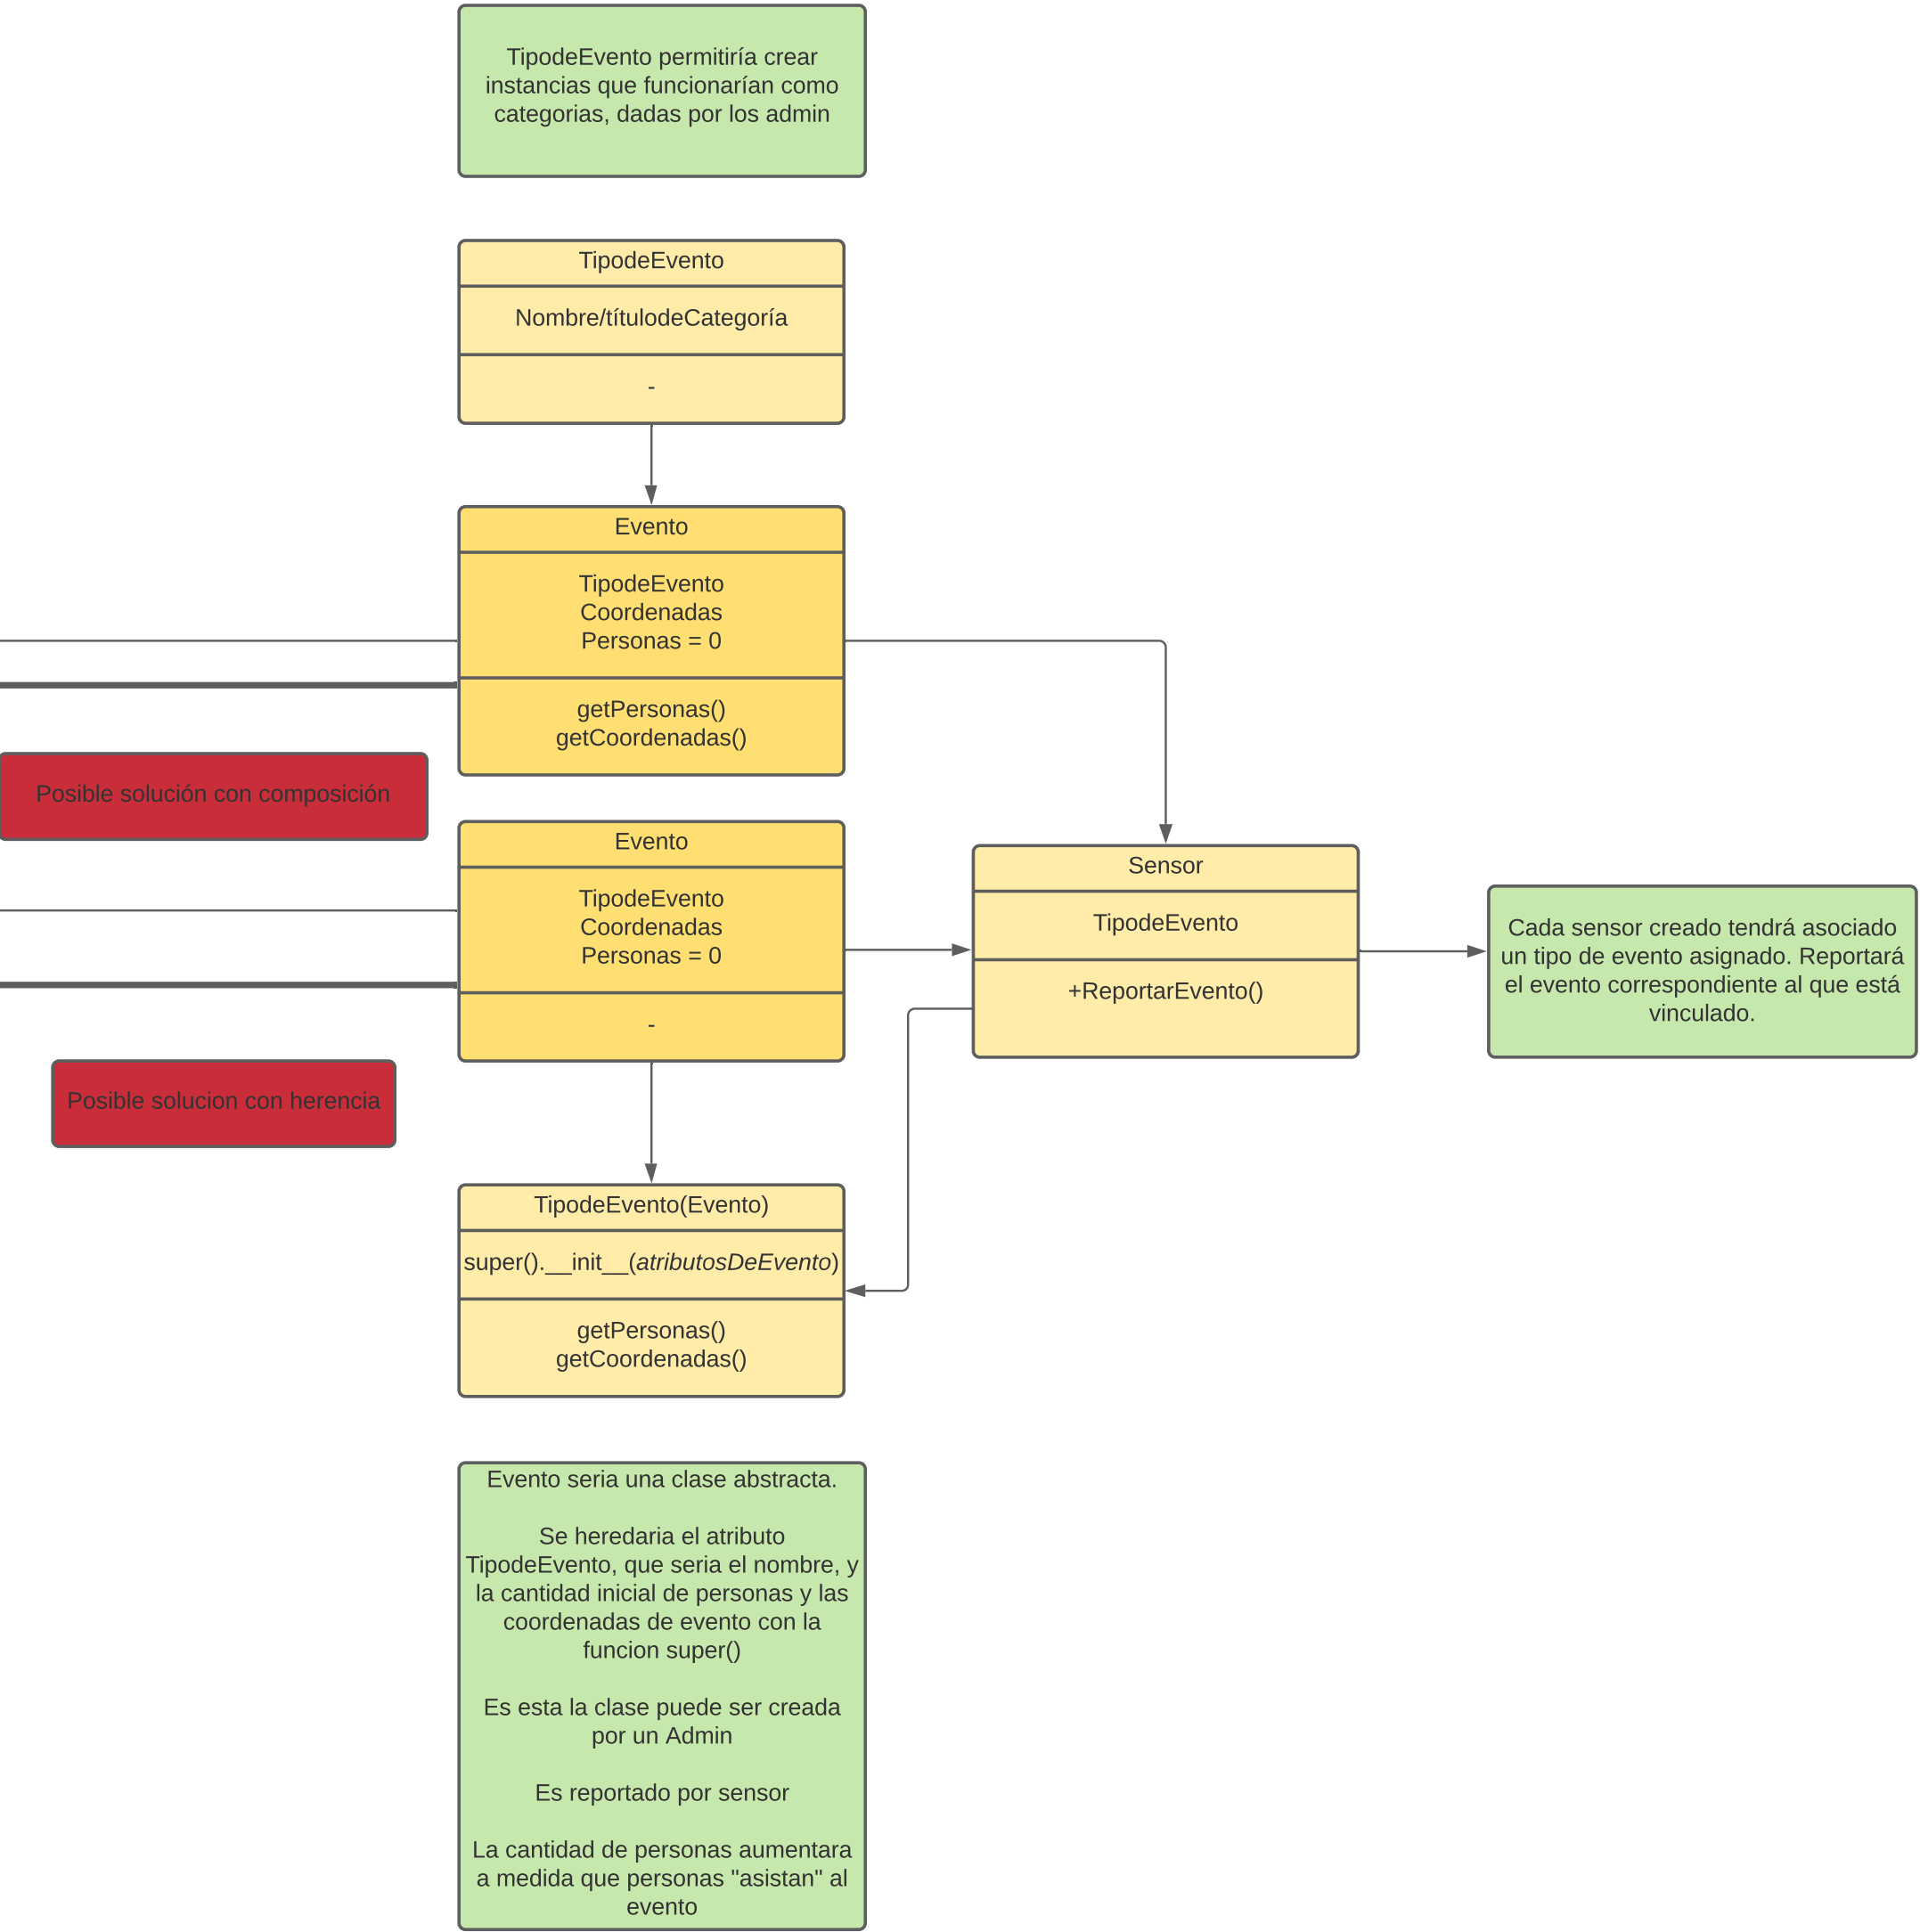 TipodeEvento permitiría crear
instancias que funcionarían como
categorias, dadas por los admin
TipodeEvento
Nombre/títulodeCategoría
-
Evento
TipodeEvento
Coordenadas
Personas = 0
getPersonas()
getCoordenadas()
Posible solución con composición
Evento
TipodeEvento
Coordenadas
Personas = 0
-
Sensor
TipodeEvento
+ReportarEvento()
Cada sensor creado tendrá asociado
un tipo de evento asignado. Reportará
el evento correspondiente al que está
vinculado.
Posible solucion con herencia
TipodeEvento(Evento)
super().__init__(atributosDeEvento)
getPersonas()
getCoordenadas()
Evento seria una clase abstracta.
Se heredaria el atributo
TipodeEvento, que seria el nombre, y
la cantidad inicial de personas y las
coordenadas de evento con la
funcion super()
Es esta la clase puede ser creada
por un Admin
Es reportado por sensor
La cantidad de personas aumentara
a medida que personas "asistan" al
evento